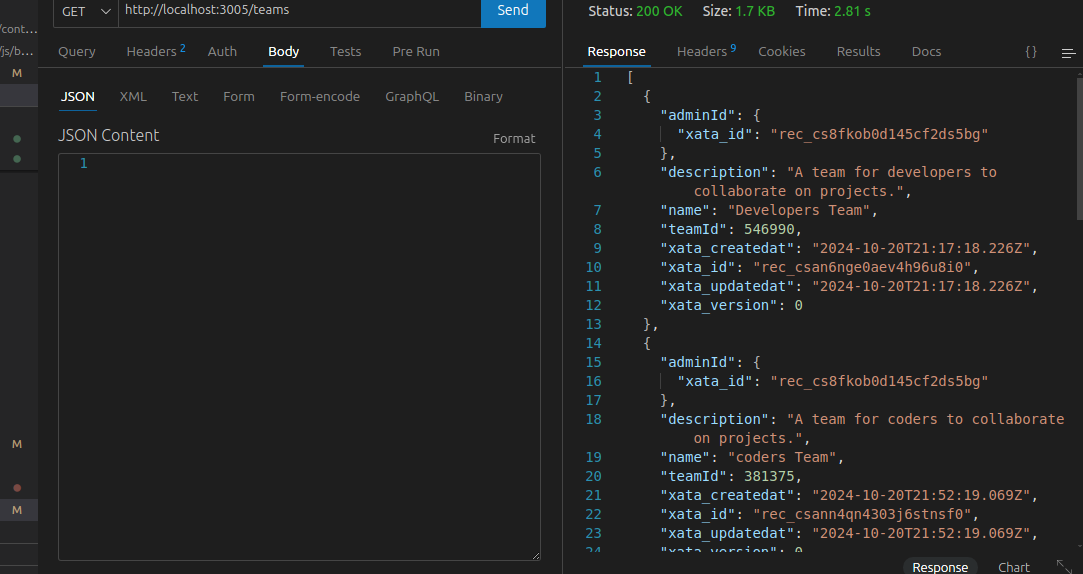 GET http://localhost:3005/teams Send
Status: 200 OK Size: 1.7 KB Time: 2.81 s
/cont...
/js/b...
M
M
M
Query Headers 2 Auth Body Tests Pre Run
JSON XML Text Form Form-encode GraphQL Binary
JSON Content Format
1
Response Headers 9 Cookies Results Docs {}
1 [
2 {
3 "adminId": {
4 "xata_id": "rec_cs8fkob0d145cf2ds5bg"
5 },
6 "description": "A team for developers to
collaborate on projects.",
7 "name": "Developers Team",
8 "teamId": 546990,
9 "xata_createdat": "2024-10-20T21:17:18.226Z",
10 "xata_id": "rec_csan6nge0aev4h96u8i0",
11 "xata_updatedat": "2024-10-20T21:17:18.226Z",
12 "xata_version": 0
13 },
14 {
15 "adminId": {
16 "xata_id": "rec_cs8fkob0d145cf2ds5bg"
17 },
18 "description": "A team for coders to collaborate
on projects.",
19 "name": "coders Team",
20 "teamId": 381375,
21 "xata_createdat": "2024-10-20T21:52:19.069Z",
22 "xata_id": "rec_csann4qn4303j6stnsf0",
23 "xata_updatedat": "2024-10-20T21:52:19.069Z",
24 "xata_version": 0
Response Chart